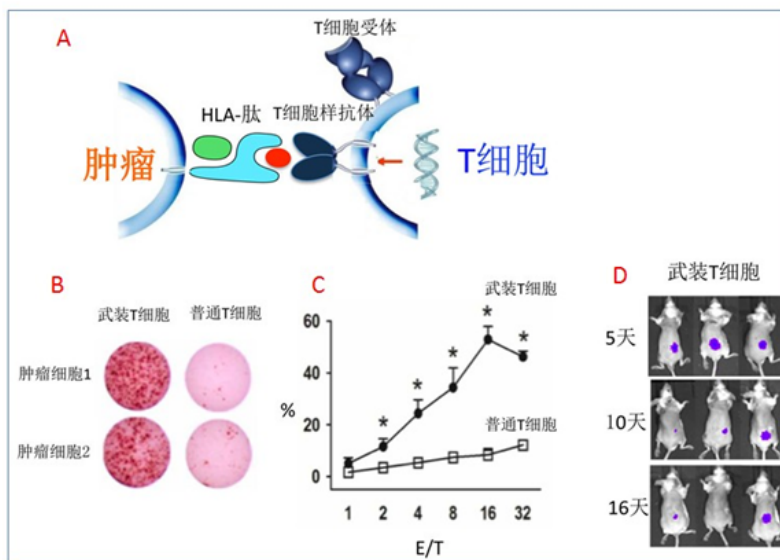 A
T细胞受体
HLA-肽
T细胞样抗体
肿瘤
T细胞
B
武装T细胞
普通T细胞
肿瘤细胞1
肿瘤细胞2
C
武装T细胞
60
*
*
*
*
*
40
%
20
普通T细胞
0
1 2 4 8 16 32
E/T
D
武装T细胞
5天
10天
16天